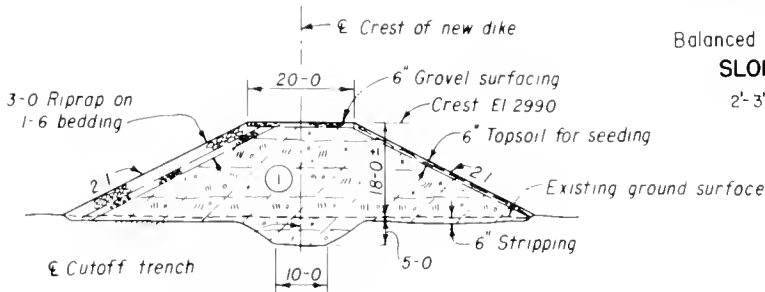 ℄ Crest of new dike
Balanced
SLO
20-0
6" Gravel surfacing
2'-3'
3-0 Riprap on
1-6 bedding
Crest El 2990
6" Topsoil for seeding
2:1
1
18-0±
2:1
Existing ground surface
6" Stripping
5-0
℄ Cutoff trench
10-0